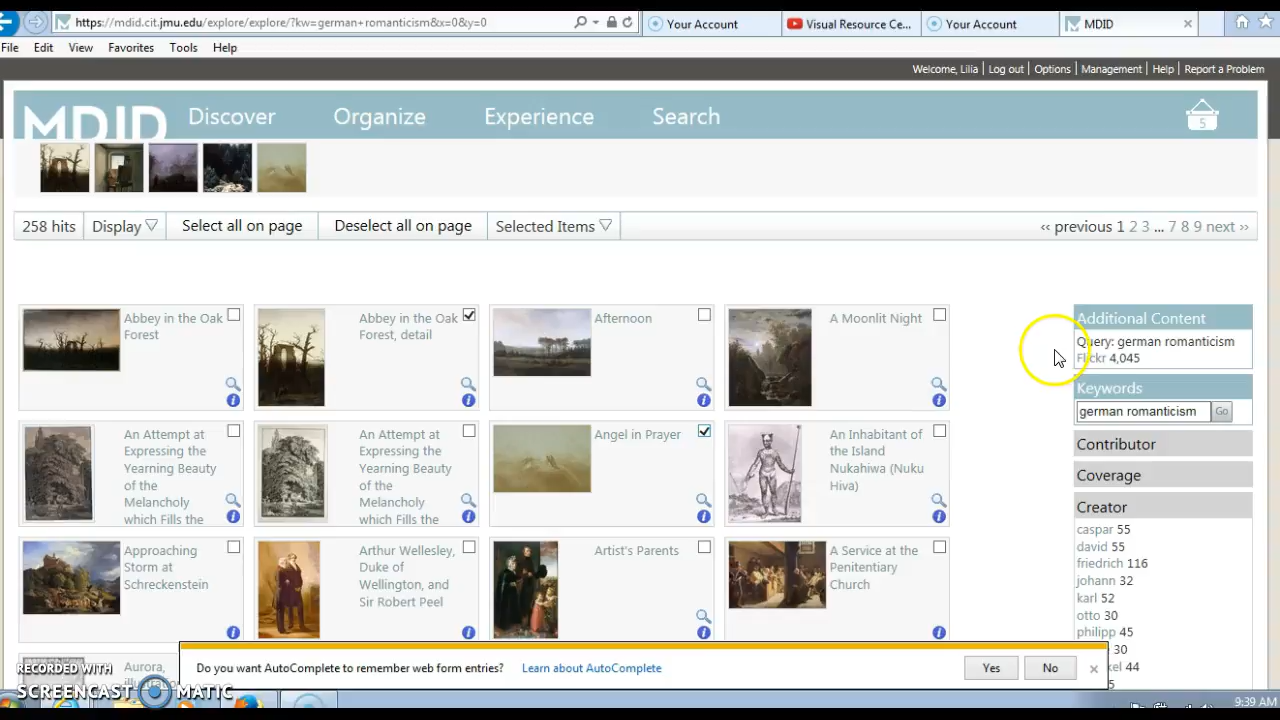 https://mdid.cit.jmu.edu/explore/explore/?kw=german+romanticism&x=0&y=0
Your Account
Visual Resource Ce...
Your Account
MDID
File Edit View Favorites Tools Help
Welcome, Lilia | Log out | Options | Management | Help | Report a Problem
MDID Discover Organize Experience Search
5
258 hits Display Select all on page Deselect all on page Selected Items
‹‹ previous 1 2 3 ... 7 8 9 next ››
Abbey in the Oak
Forest
Abbey in the Oak
Forest, detail
Afternoon
A Moonlit Night
An Attempt at
Expressing the
Yearning Beauty
of the
Melancholy
which Fills the
An Attempt at
Expressing the
Yearning Beauty
of the
Melancholy
which Fills the
Angel in Prayer
An Inhabitant of
the Island
Nukahiwa (Nuku
Hiva)
Approaching
Storm at
Schreckenstein
Arthur Wellesley,
Duke of
Wellington, and
Sir Robert Peel
Artist's Parents
A Service at the
Penitentiary
Church
Aurora,
Additional Content
Query: german romanticism
Flickr 4,045
Keywords
german romanticism Go
Contributor
Coverage
Creator
caspar 55
david 55
friedrich 116
johann 32
karl 52
otto 30
philipp 45
30
44
Do you want AutoComplete to remember web form entries? Learn about AutoComplete Yes No
RECORDED WITH
SCREENCAST MATIC
9:39 AM